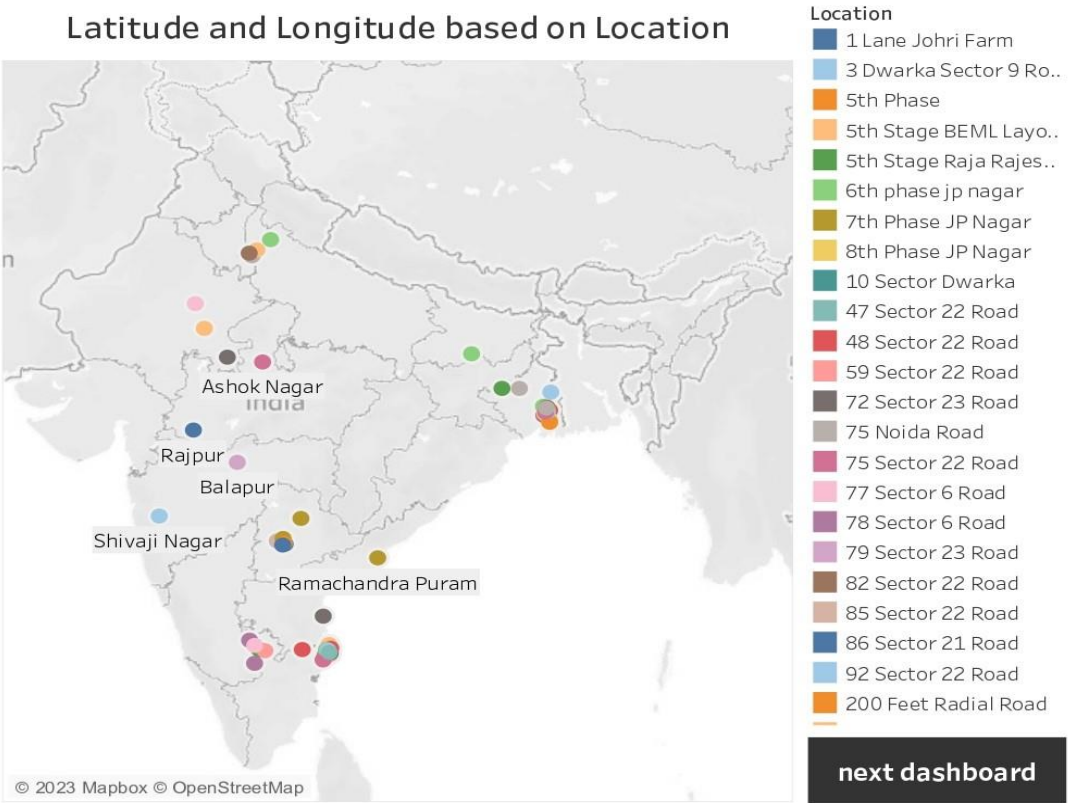 Latitude and Longitude based on Location
Location
1 Lane Johri Farm
3 Dwarka Sector 9 Ro..
5th Phase
5th Stage BEML Layo..
5th Stage Raja Rajes..
6th phase jp nagar
7th Phase JP Nagar
8th Phase JP Nagar
10 Sector Dwarka
47 Sector 22 Road
48 Sector 22 Road
59 Sector 22 Road
72 Sector 23 Road
75 Noida Road
75 Sector 22 Road
77 Sector 6 Road
78 Sector 6 Road
79 Sector 23 Road
82 Sector 22 Road
85 Sector 22 Road
86 Sector 21 Road
92 Sector 22 Road
200 Feet Radial Road
n
Ashok Nagar
India
Rajpur
Balapur
Shivaji Nagar
Ramachandra Puram
© 2023 Mapbox © OpenStreetMap
next dashboard